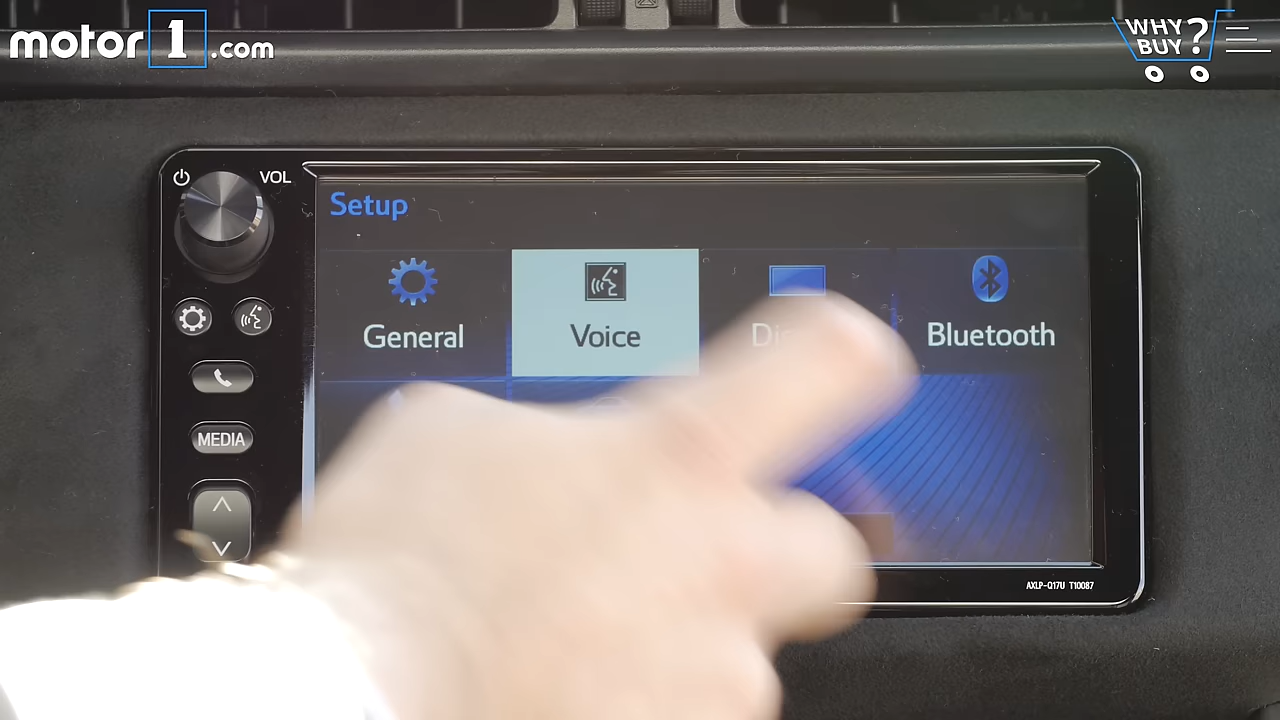 motor1.com
WHY
BUY?
VOL
Setup
General
Voice
Bluetooth
MEDIA
AXLP-Q17U T10087